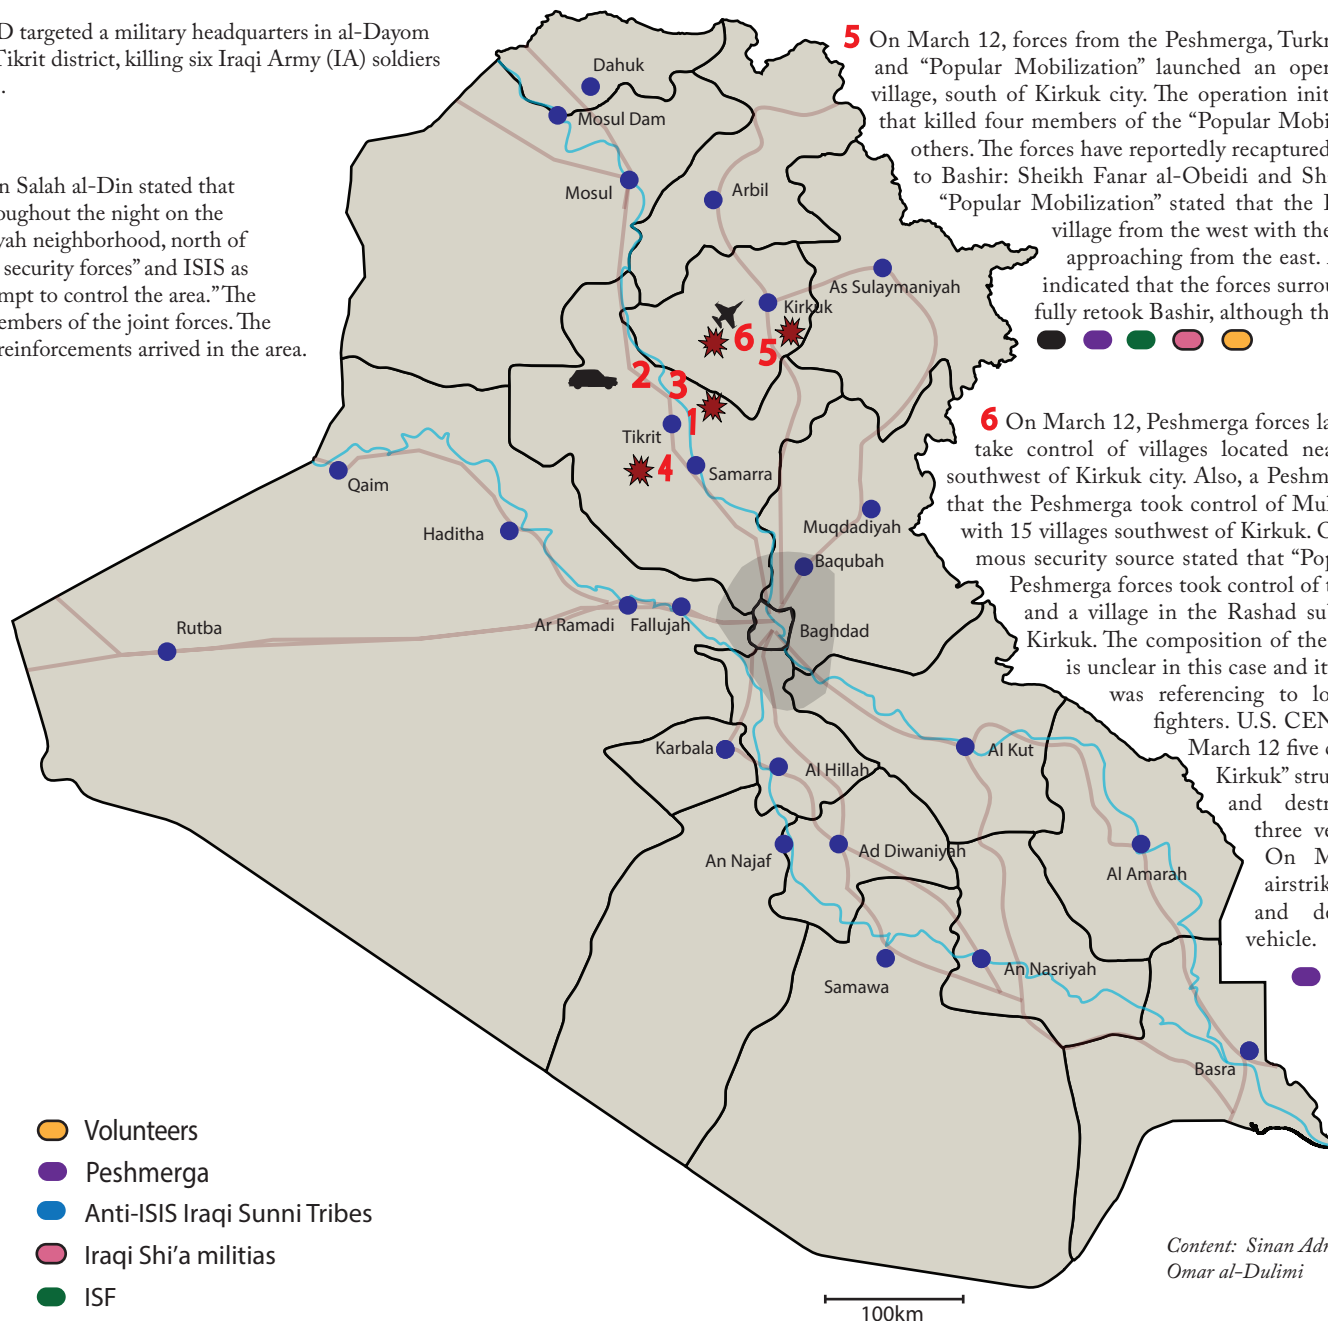 D targeted a military headquarters in al-Dayom
Tikrit district, killing six Iraqi Army (IA) soldiers
.
n Salah al-Din stated that
oughout the night on the
yah neighborhood, north of
security forces” and ISIS as
mpt to control the area.” The
embers of the joint forces. The
reinforcements arrived in the area.
5 On March 12, forces from the Peshmerga, Turkm
and “Popular Mobilization” launched an oper
village, south of Kirkuk city. The operation init
that killed four members of the “Popular Mobi
others. The forces have reportedly recaptured
to Bashir: Sheikh Fanar al-Obeidi and Sh
“Popular Mobilization” stated that the
village from the west with the
approaching from the east.
indicated that the forces surrou
fully retook Bashir, although th
6 On March 12, Peshmerga forces la
take control of villages located nea
southwest of Kirkuk city. Also, a Peshm
that the Peshmerga took control of Mul
with 15 villages southwest of Kirkuk.
mous security source stated that “Pop
Peshmerga forces took control of t
and a village in the Rashad su
Kirkuk. The composition of the
is unclear in this case and it
was referencing to lo
fighters. U.S. CEN
March 12 five
Kirkuk” stru
and destr
three ve
On M
airstrik
and de
vehicle.
Dahuk
Mosul Dam
Mosul
Arbil
As Sulaymaniyah
Kirkuk
6
5
2
3
1
Tikrit
4
Samarra
Qaim
Haditha
Muqdadiyah
Baqubah
Ar Ramadi
Fallujah
Baghdad
Rutba
Karbala
Al Hillah
Al Kut
An Najaf
Ad Diwaniyah
Al Amarah
Samawa
An Nasriyah
Basra
Volunteers
Peshmerga
Anti-ISIS Iraqi Sunni Tribes
Iraqi Shi’a militias
ISF
100km
Content: Sinan Adn
Omar al-Dulimi